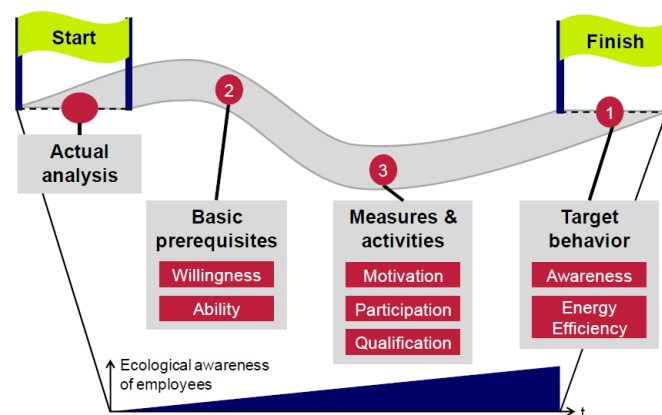 Start
Finish
2
1
3
Actual
analysis
Basic
prerequisites
Willingness
Ability
Measures &
activities
Motivation
Participation
Qualification
Target
behavior
Awareness
Energy
Efficiency
Ecological awareness
of employees
t